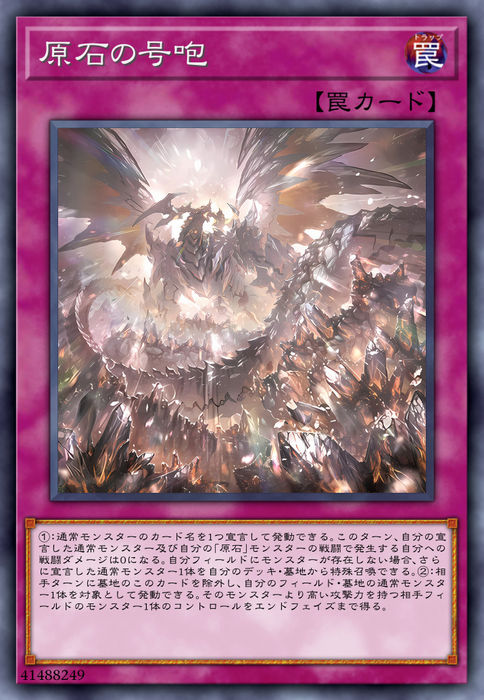 原石の号咆
トラップ
罠
【罠カード】
①:通常モンスターのカード名を1つ宣言して発動できる。このターン、自分の宣
言した通常モンスター及び自分の「原石」モンスターの戦闘で発生する自分への
戦闘ダメージは0になる。自分フィールドにモンスターが存在しない場合、さら
に宣言した通常モンスター1体を自分のデッキ・墓地から特殊召喚できる。②:相
手ターンに墓地のこのカードを除外し、自分のフィールド・墓地の通常モンスタ
ー1体を対象として発動できる。そのモンスターより高い攻撃力を持つ相手フィ
ールドのモンスター1体のコントロールをエンドフェイズまで得る。
41488249